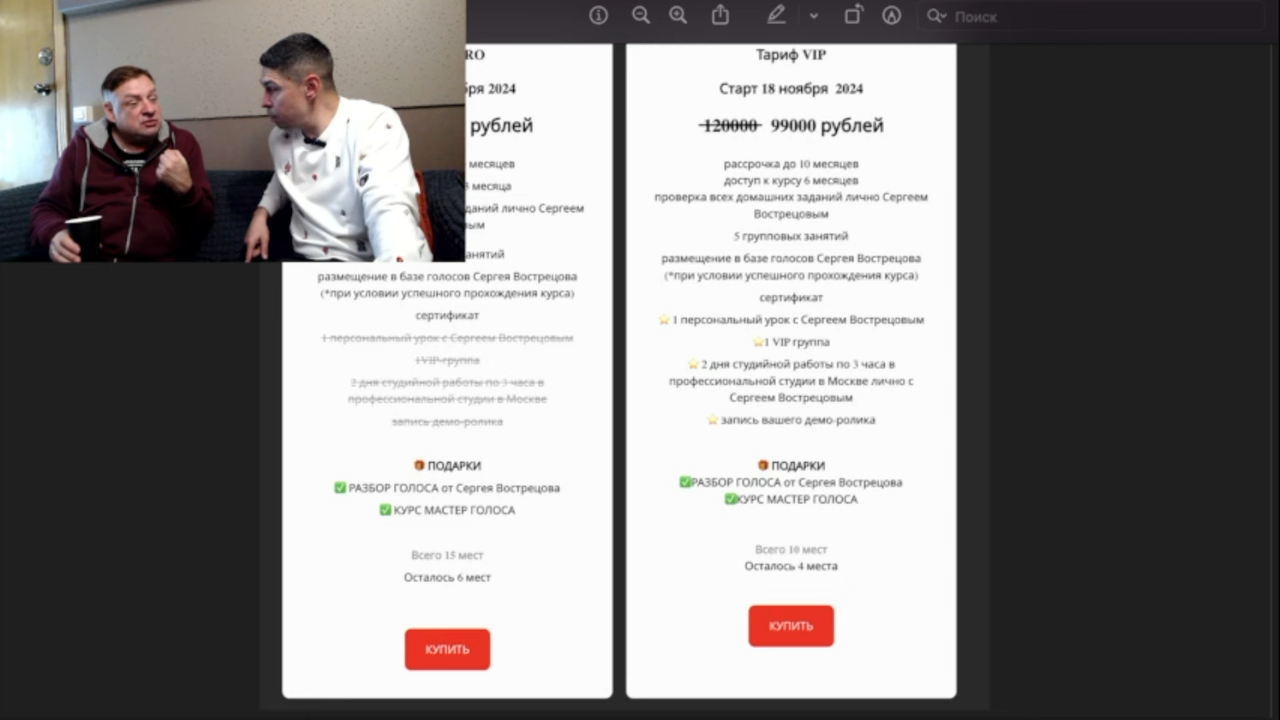 Поиск
RO
бря 2024
рублей
месяцев
3 месяца
даний лично Сергеем
ым
анятий
размещение в базе голосов Сергея Вострецова
(*при условии успешного прохождения курса)
сертификат
1 персональный урок с Сергеем Вострецовым
1VIP-группа
2 дня студийной работы по 3 часа в
профессиональной студии в Москве
запись демо-ролика
ПОДАРКИ
РАЗБОР ГОЛОСА от Сергея Вострецова
КУРС МАСТЕР ГОЛОСА
Всего 15 мест
Осталось 6 мест
КУПИТЬ
Тариф VIP
Старт 18 ноября 2024
120000 99000 рублей
рассрочка до 10 месяцев
доступ к курсу 6 месяцев
проверка всех домашних заданий лично Сергеем
Вострецовым
5 групповых занятий
размещение в базе голосов Сергея Вострецова
(*при условии успешного прохождения курса)
сертификат
1 персональный урок с Сергеем Вострецовым
1 VIP группа
2 дня студийной работы по 3 часа в
профессиональной студии в Москве лично с
Сергеем Вострецовым
запись вашего демо-ролика
ПОДАРКИ
РАЗБОР ГОЛОСА от Сергея Вострецова
КУРС МАСТЕР ГОЛОСА
Всего 10 мест
Осталось 4 места
КУПИТЬ